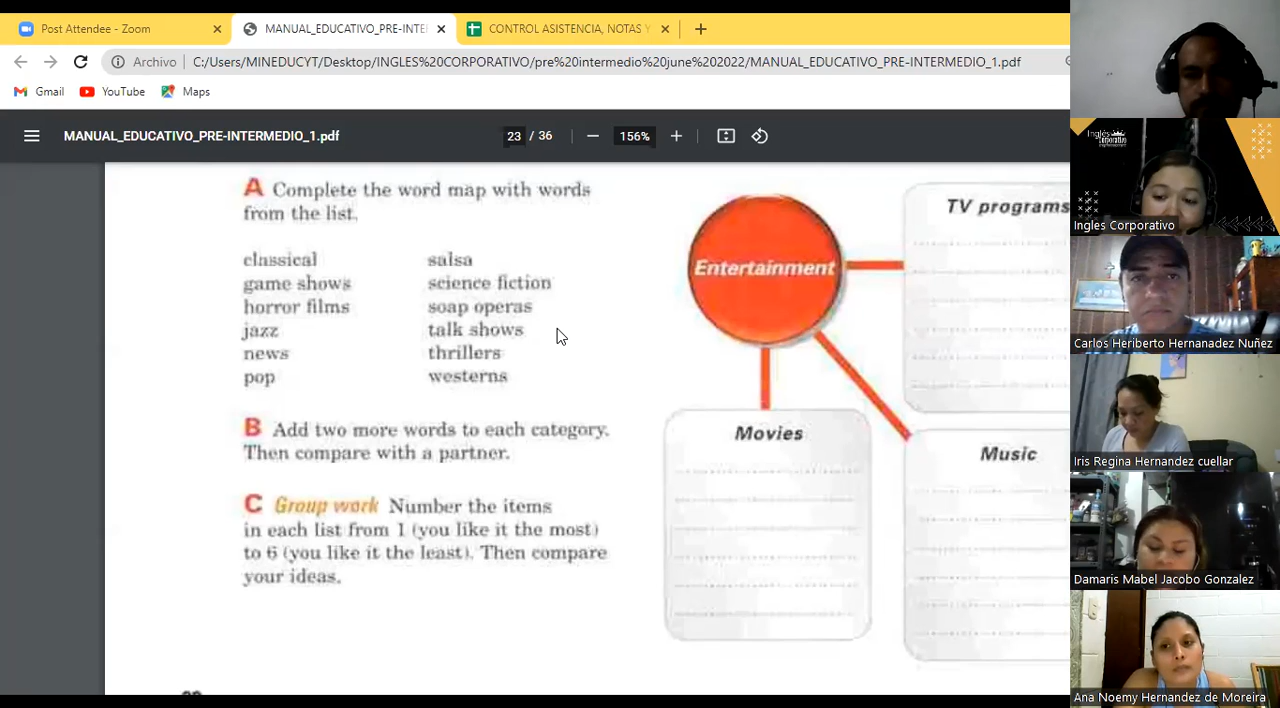 Post Attendee - Zoom
MANUAL_EDUCATIVO_PRE-INTE
CONTROL ASISTENCIA, NOTAS Y
Archivo
C:/Users/MINEDUCYT/Desktop/INGLES%20CORPORATIVO/pre%20intermedio%20june%202022/MANUAL_EDUCATIVO_PRE-INTERMEDIO_1.pdf
Gmail
YouTube
Maps
MANUAL_EDUCATIVO_PRE-INTERMEDIO_1.pdf
23 / 36
156%
A Complete the word map with words
from the list.
classical
game shows
horror films
jazz
news
pop
salsa
science fiction
soap operas
talk shows
thrillers
westerns
B Add two more words to each category.
Then compare with a partner.
C Group work Number the items
in each list from 1 (you like it the most)
to 6 (you like it the least). Then compare
your ideas.
Entertainment
TV programs
Movies
Music
Inglés
Corporativo
Ingles Corporativo
Carlos Heriberto Hernanadez Nuñez
Iris Regina Hernandez cuellar
Damaris Mabel Jacobo Gonzalez
Ana Noemy Hernandez de Moreira